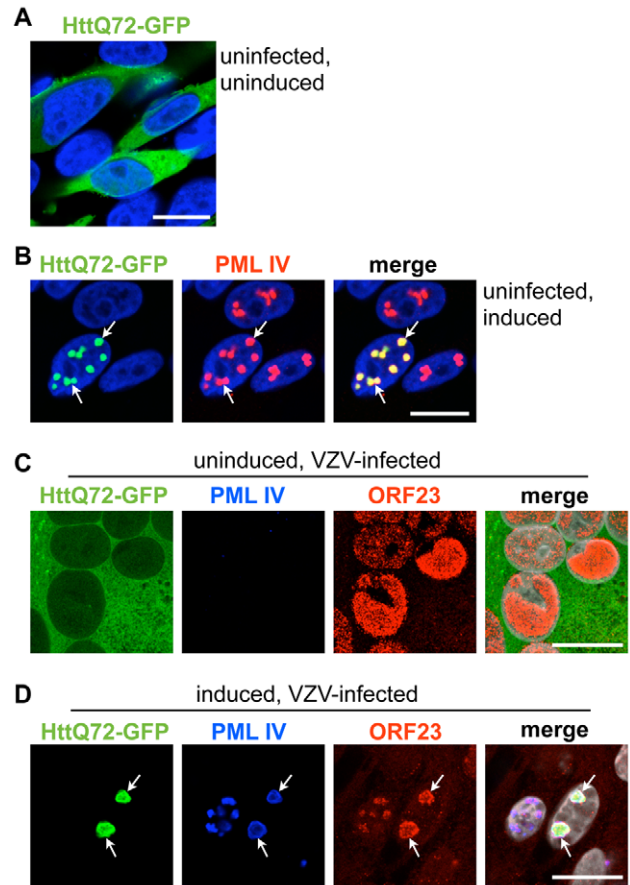 A
HttQ72-GFP
uninfected,
uninduced
B
HttQ72-GFP PML IV merge
uninfected,
induced
C
uninduced, VZV-infected
HttQ72-GFP PML IV ORF23 merge
D
induced, VZV-infected
HttQ72-GFP PML IV ORF23 merge